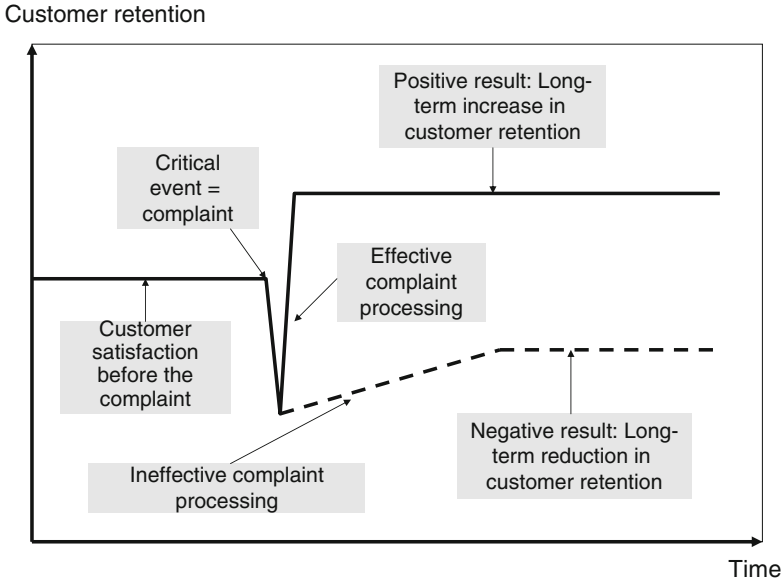 Customer retention
Positive result: Long-
term increase in
customer retention
Critical
event =
complaint
Effective
complaint
processing
Customer
satisfaction
before the
complaint
Negative result: Long-
term reduction in
customer retention
Ineffective complaint
processing
Time